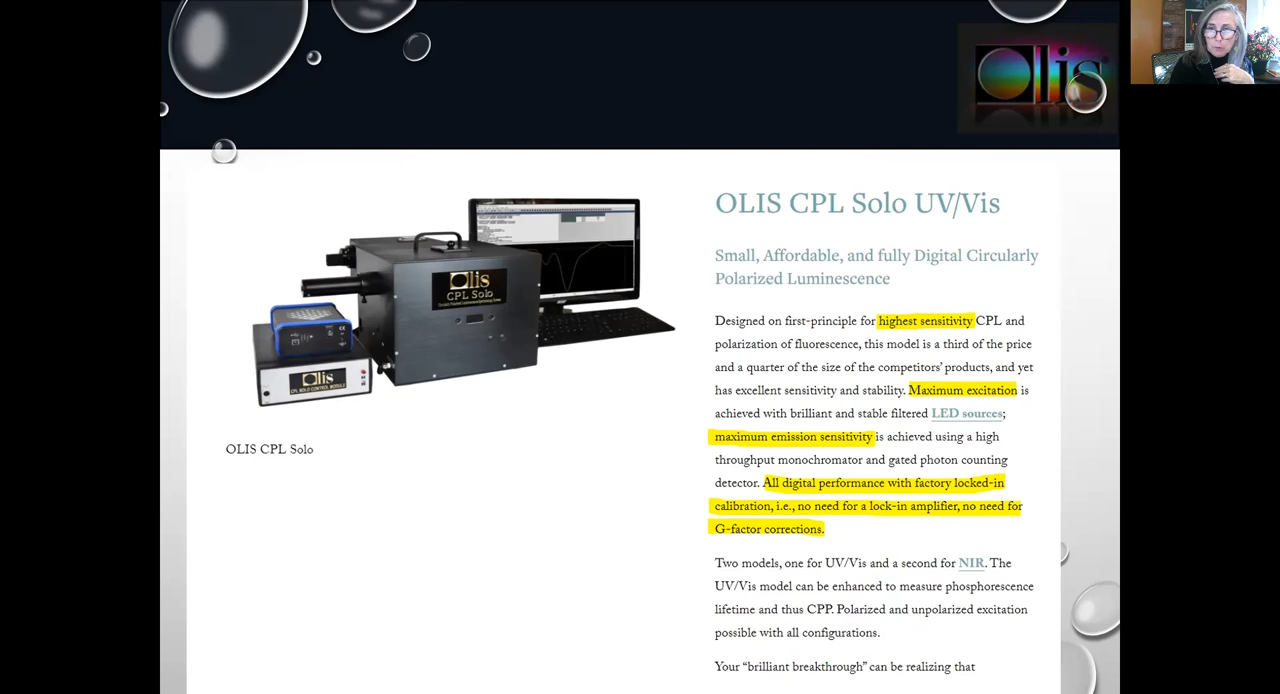 Olis
OLIS CPL Solo UV/Vis
Small, Affordable, and fully Digital Circularly
Polarized Luminescence
Designed on first-principle for highest sensitivity CPL and
polarization of fluorescence, this model is a third of the price
and a quarter of the size of the competitors' products, and yet
has excellent sensitivity and stability. Maximum excitation is
achieved with brilliant and stable filtered LED sources;
maximum emission sensitivity is achieved using a high
throughput monochromator and gated photon counting
detector. All digital performance with factory locked-in
calibration, i.e., no need for a lock-in amplifier, no need for
G-factor corrections.
Two models, one for UV/Vis and a second for NIR. The
UV/Vis model can be enhanced to measure phosphorescence
lifetime and thus CPP. Polarized and unpolarized excitation
possible with all configurations.
Your “brilliant breakthrough” can be realizing that
Olis
CPL Solo
Olis
CPL SOLO CONTROL MODULE
OLIS CPL Solo